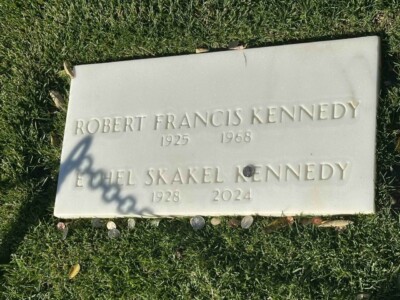 ROBERT FRANCIS KENNEDY
1925 1968
ETHEL SKAKEL KENNEDY
1928 2024